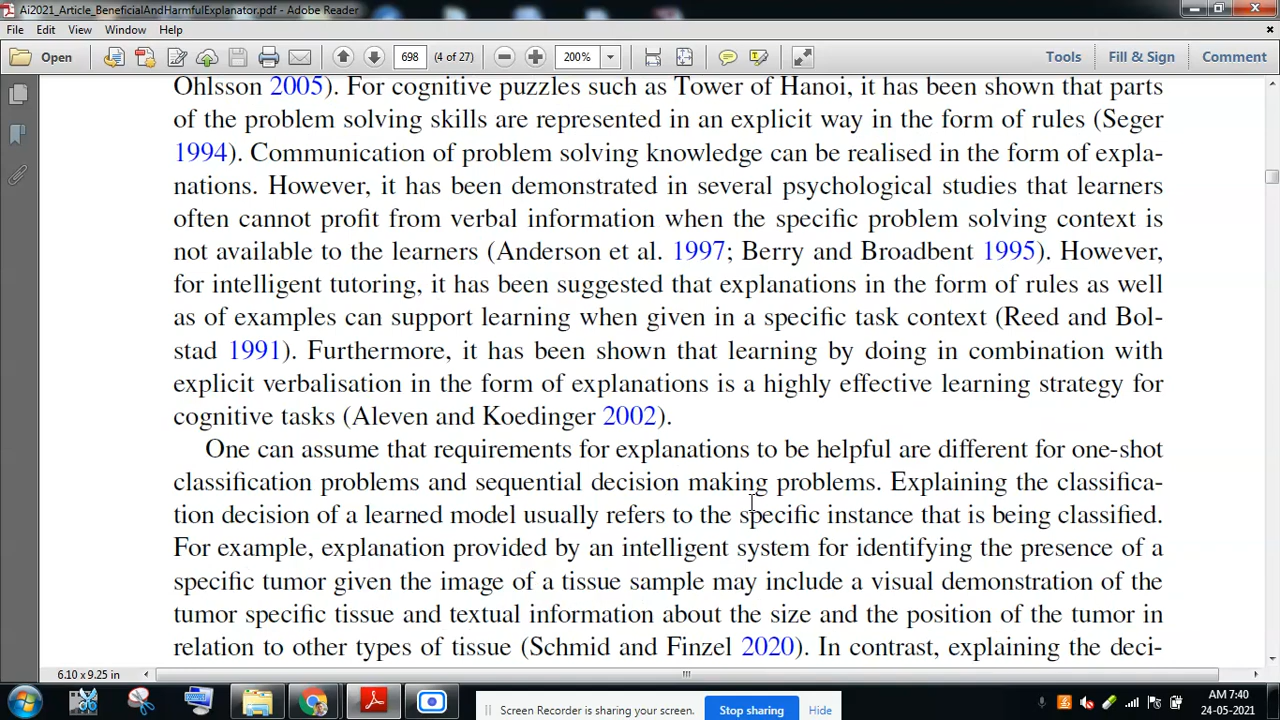 Ai2021_Article_BeneficialAndHarmfulExplanator.pdf - Adobe Reader
File Edit View Window Help
Open 698 (4 of 27) 200% Tools Fill & Sign Comment
Ohlsson 2005). For cognitive puzzles such as Tower of Hanoi, it has been shown that parts
of the problem solving skills are represented in an explicit way in the form of rules (Seger
1994). Communication of problem solving knowledge can be realised in the form of expla-
nations. However, it has been demonstrated in several psychological studies that learners
often cannot profit from verbal information when the specific problem solving context is
not available to the learners (Anderson et al. 1997; Berry and Broadbent 1995). However,
for intelligent tutoring, it has been suggested that explanations in the form of rules as well
as of examples can support learning when given in a specific task context (Reed and Bol-
stad 1991). Furthermore, it has been shown that learning by doing in combination with
explicit verbalisation in the form of explanations is a highly effective learning strategy for
cognitive tasks (Aleven and Koedinger 2002).
One can assume that requirements for explanations to be helpful are different for one-shot
classification problems and sequential decision making problems. Explaining the classifica-
tion decision of a learned model usually refers to the specific instance that is being classified.
For example, explanation provided by an intelligent system for identifying the presence of a
specific tumor given the image of a tissue sample may include a visual demonstration of the
tumor specific tissue and textual information about the size and the position of the tumor in
relation to other types of tissue (Schmid and Finzel 2020). In contrast, explaining the deci-
6.10 x 9.25 in
Screen Recorder is sharing your screen. Stop sharing Hide
AM 7:40
24-05-2021